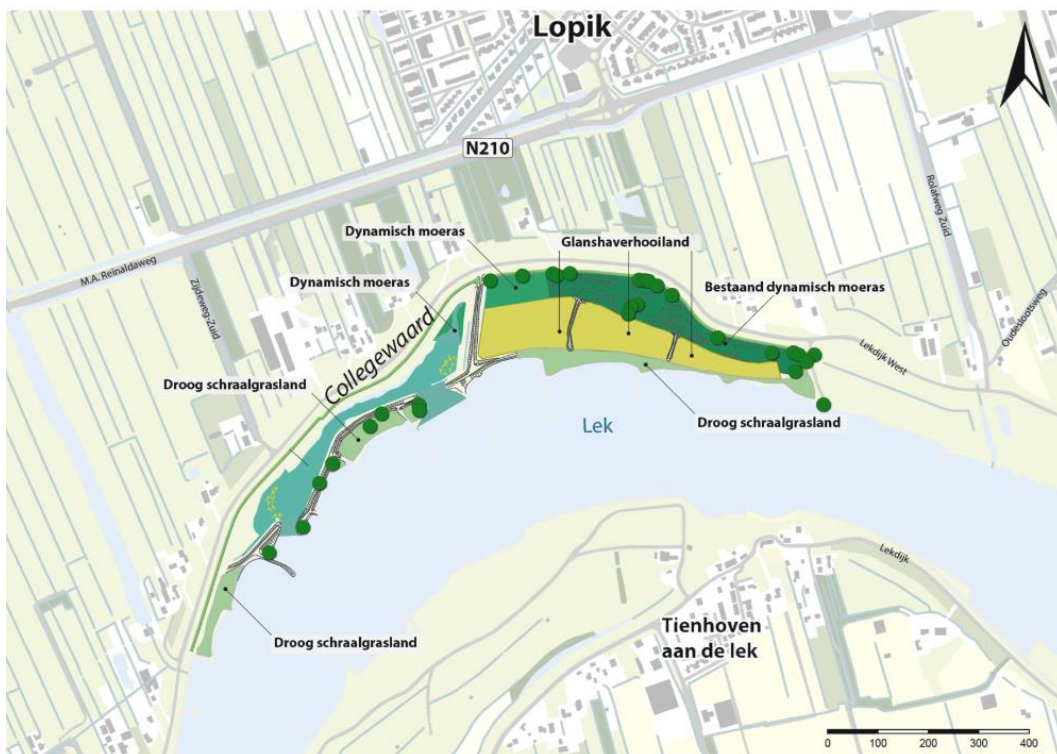 Lopik
N210
Rolafweg Zuid
Dynamisch moeras
Glanshaverhooiland
M.A. Reinaldaweg
Zijdeweg-Zuid
Dynamisch moeras
Bestaand dynamisch moeras
Oudeslootsweg
Collegewaard
Lekdijk West
Droog schraalgrasland
Lek
Droog schraalgrasland
Lekdijk
Droog schraalgrasland
Tienhoven
aan de lek
0 100 200 300 400